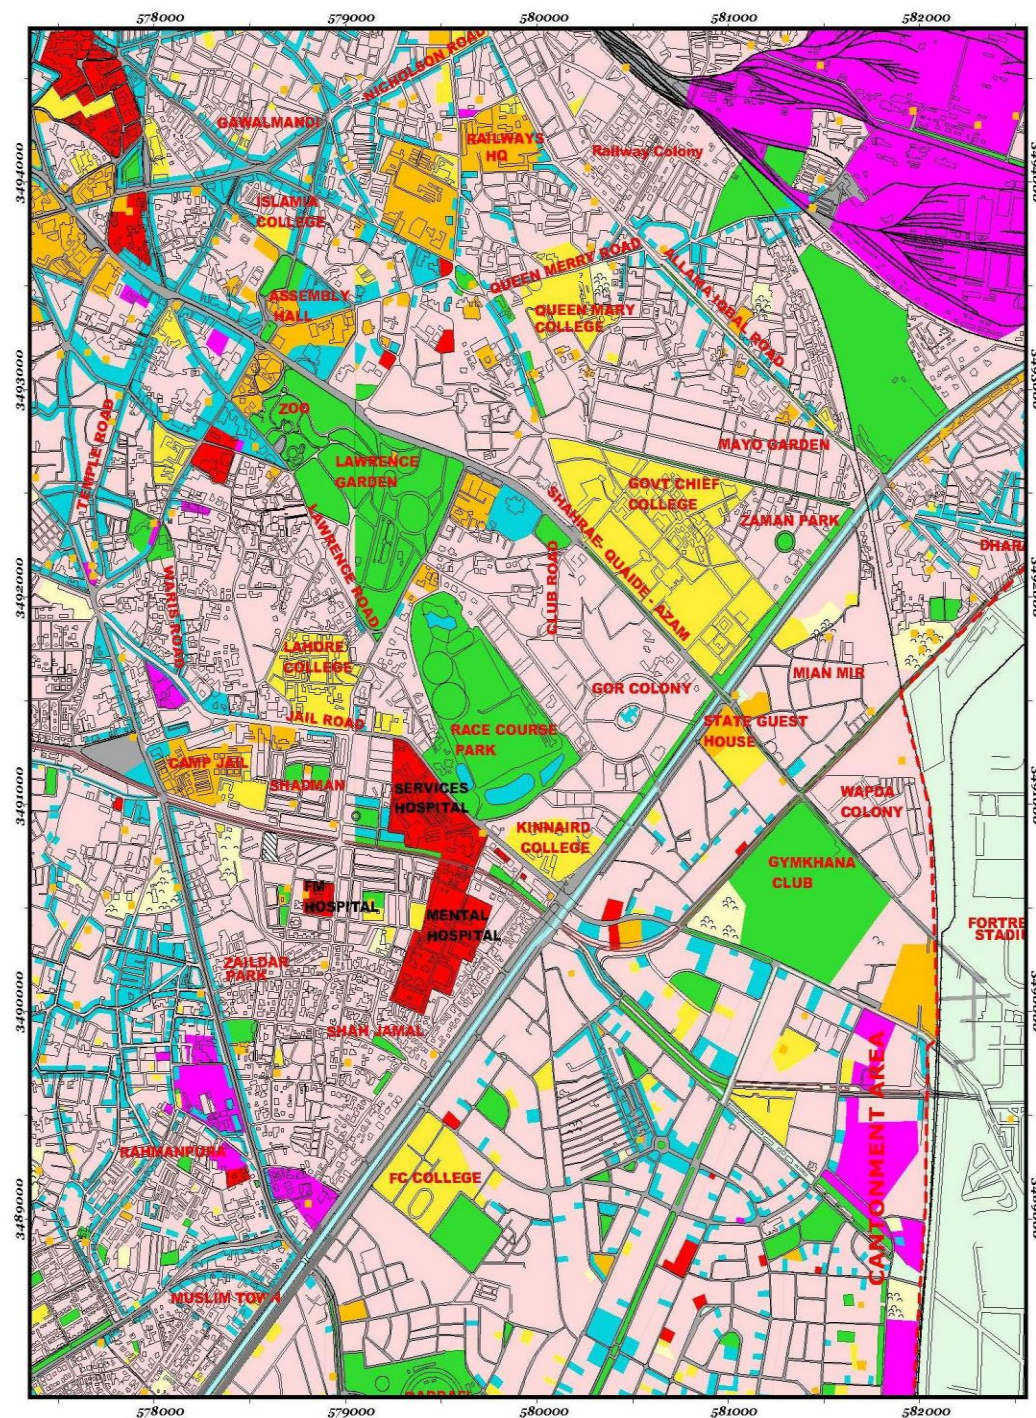 578000 579000 580000 581000 582000
NICHOLSON ROAD
GAWALMANDI
RAILWAYS
HQ
Railway Colony
3494000
ISLAMIA
COLLEGE
QUEEN MERRY ROAD
ALLAMA IQBAL ROAD
ASSEMBLY
HALL
QUEEN MARY
COLLEGE
3493000
ZOO
TEMPLE ROAD
MAYO GARDEN
LAWRENCE
GARDEN
GOVT CHIEF
COLLEGE
ZAMAN PARK
SHAHRAE- QUAIDE - AZAM
LAWRENCE ROAD
CLUB ROAD
WARIS ROAD
3492000
LAHORE
COLLEGE
MIAN MIR
GOR COLONY
JAIL ROAD
STATE GUEST
HOUSE
RACE COURSE
PARK
CAMP JAIL
SHADMAN
SERVICES
HOSPITAL
WAPDA
COLONY
3491000
KINNAIRD
COLLEGE
GYMKHANA
CLUB
FM
HOSPITAL
MENTAL
HOSPITAL
FORTRE
STADIU
ZAILDAR
PARK
3490000
SHAH JAMAL
CANTONMENT AREA
RAHMANPURA
FC COLLEGE
3489000
MUSLIM TOWN
578000 579000 580000 581000 582000